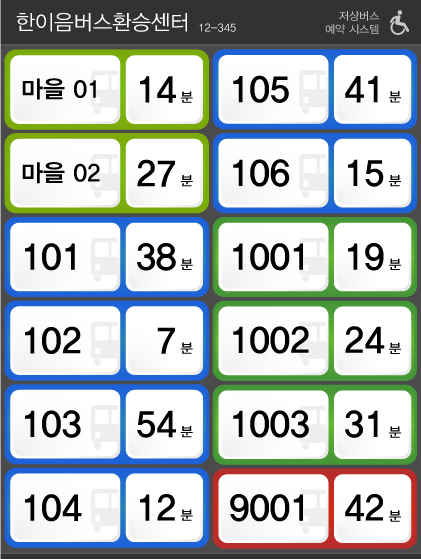 한이음버스환승센터 12-345
저상버스
예약 시스템
마을 01 14분
마을 02 27분
101 38분
102 7분
103 54분
104 12분
105 41분
106 15분
1001 19분
1002 24분
1003 31분
9001 42분